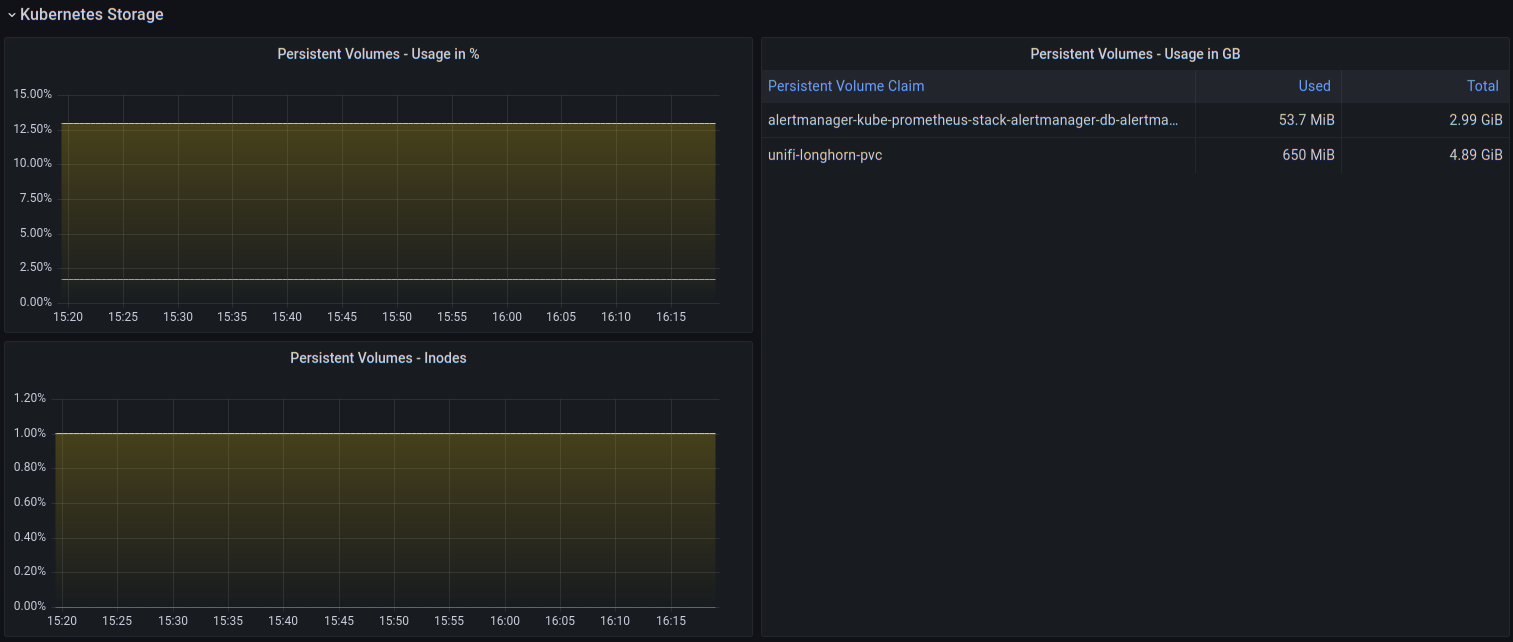 Kubernetes Storage
Persistent Volumes - Usage in %
15.00%
12.50%
10.00%
7.50%
5.00%
2.50%
0.00%
15:20 15:25 15:30 15:35 15:40 15:45 15:50 15:55 16:00 16:05 16:10 16:15
Persistent Volumes - Inodes
1.20%
1.00%
0.80%
0.60%
0.40%
0.20%
0.00%
15:20 15:25 15:30 15:35 15:40 15:45 15:50 15:55 16:00 16:05 16:10 16:15
Persistent Volumes - Usage in GB
Persistent Volume Claim Used Total
alertmanager-kube-prometheus-stack-alertmanager-db-alertma... 53.7 MiB 2.99 GiB
unifi-longhorn-pvc 650 MiB 4.89 GiB